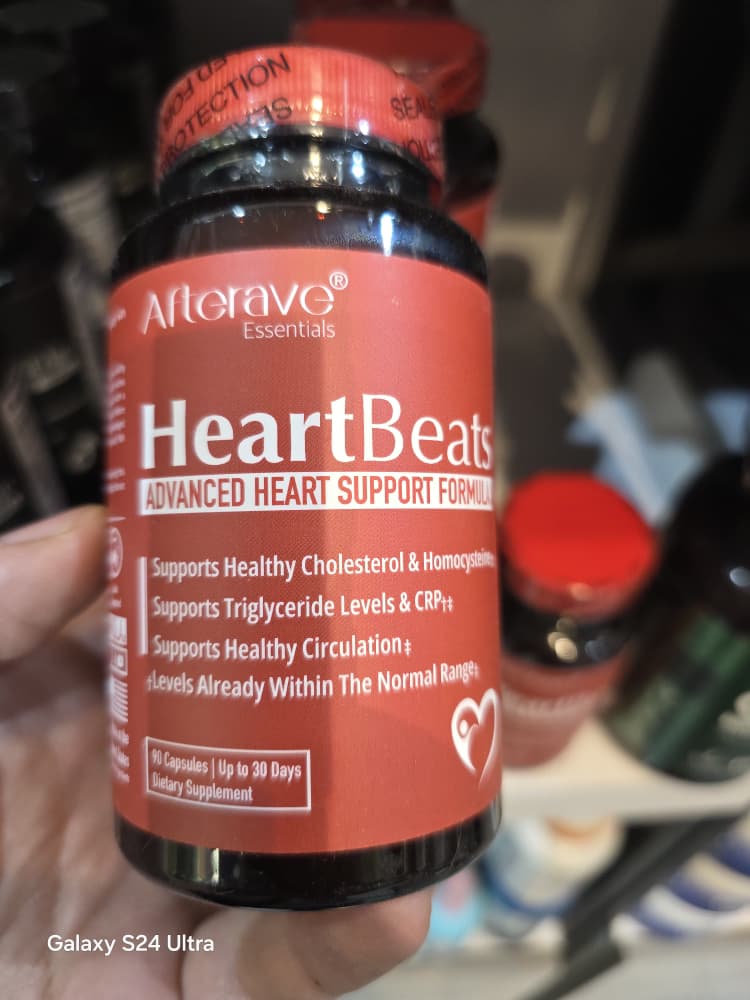 PROTECTION
SEAL
Afterave®
Essentials
HeartBeats
ADVANCED HEART SUPPORT FORMULA
Supports Healthy Cholesterol & Homocysteine
Supports Triglyceride Levels & CRP†‡
Supports Healthy Circulation‡
†Levels Already Within The Normal Range‡
90 Capsules | Up to 30 Days
Dietary Supplement
Galaxy S24 Ultra